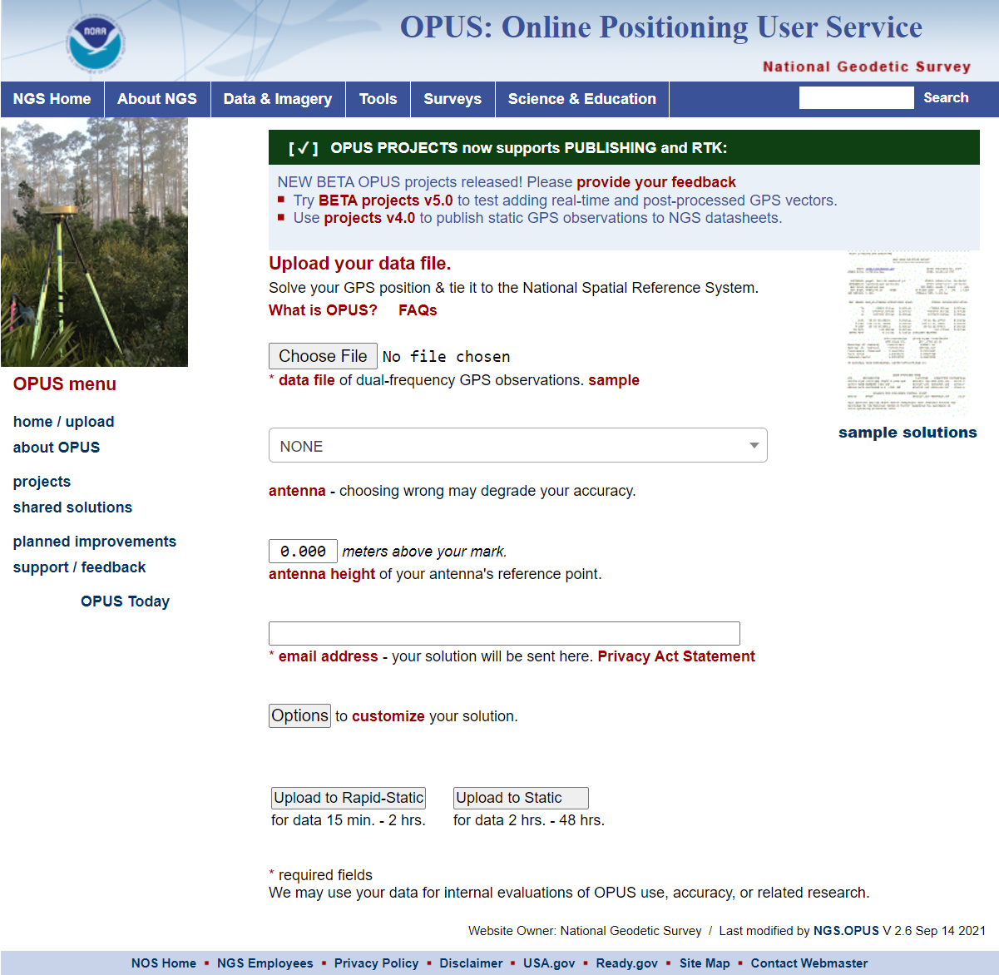 NOAA
OPUS: Online Positioning User Service
National Geodetic Survey
NGS Home About NGS Data & Imagery Tools Surveys Science & Education Search
[ ✓ ] OPUS PROJECTS now supports PUBLISHING and RTK:
NEW BETA OPUS projects released! Please provide your feedback
Try BETA projects v5.0 to test adding real-time and post-processed GPS vectors.
Use projects v4.0 to publish static GPS observations to NGS datasheets.
Upload your data file.
Solve your GPS position & tie it to the National Spatial Reference System.
What is OPUS? FAQs
Choose File No file chosen
* data file of dual-frequency GPS observations. sample
sample solutions
NONE
antenna - choosing wrong may degrade your accuracy.
0.000 meters above your mark.
antenna height of your antenna's reference point.
* email address - your solution will be sent here. Privacy Act Statement
Options to customize your solution.
Upload to Rapid-Static Upload to Static
for data 15 min. - 2 hrs. for data 2 hrs. - 48 hrs.
* required fields
We may use your data for internal evaluations of OPUS use, accuracy, or related research.
OPUS menu
home / upload
about OPUS
projects
shared solutions
planned improvements
support / feedback
OPUS Today
Website Owner: National Geodetic Survey / Last modified by NGS.OPUS V 2.6 Sep 14 2021
NOS Home ▪ NGS Employees ▪ Privacy Policy ▪ Disclaimer ▪ USA.gov ▪ Ready.gov ▪ Site Map ▪ Contact Webmaster